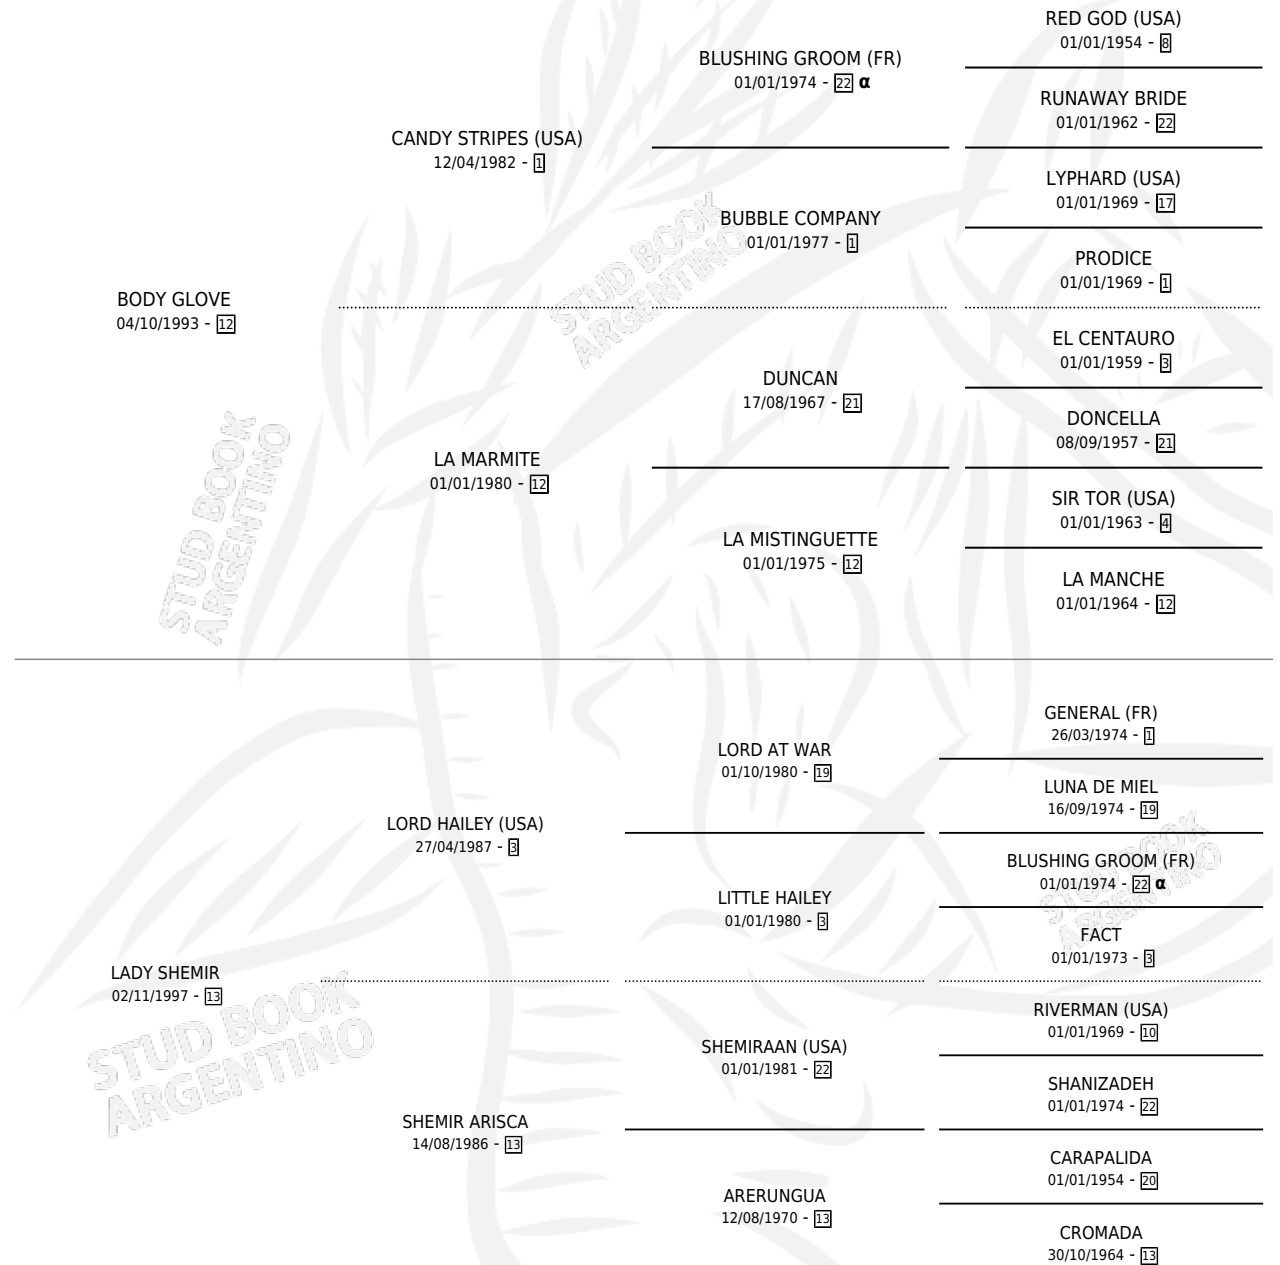 RED GOD (USA)
01/01/1954 - 8
BLUSHING GROOM (FR)
01/01/1974 - 22 α
RUNAWAY BRIDE
01/01/1962 - 22
CANDY STRIPES (USA)
12/04/1982 - 1
LYPHARD (USA)
01/01/1969 - 17
BUBBLE COMPANY
01/01/1977 - 1
PRODICE
01/01/1969 - 1
BODY GLOVE
04/10/1993 - 12
EL CENTAURO
01/01/1959 - 3
DUNCAN
17/08/1967 - 21
DONCELLA
08/09/1957 - 21
LA MARMITE
01/01/1980 - 12
SIR TOR (USA)
01/01/1963 - 4
LA MISTINGUETTE
01/01/1975 - 12
LA MANCHE
01/01/1964 - 12
STUD BOOK
ARGENTINO
STUD BOOK
ARGENTINO
GENERAL (FR)
26/03/1974 - 1
LORD AT WAR
01/10/1980 - 19
LUNA DE MIEL
16/09/1974 - 19
LORD HAILEY (USA)
27/04/1987 - 3
BLUSHING GROOM (FR)
01/01/1974 - 22 α
LITTLE HAILEY
01/01/1980 - 3
FACT
01/01/1973 - 3
LADY SHEMIR
02/11/1997 - 13
RIVERMAN (USA)
01/01/1969 - 10
SHEMIRAAN (USA)
01/01/1981 - 22
SHANIZADEH
01/01/1974 - 22
SHEMIR ARISCA
14/08/1986 - 13
CARAPALIDA
01/01/1954 - 20
ARERUNGUA
12/08/1970 - 13
CROMADA
30/10/1964 - 13
STUD BOOK
ARGENTINO
STUD BOOK
ARGENTINO